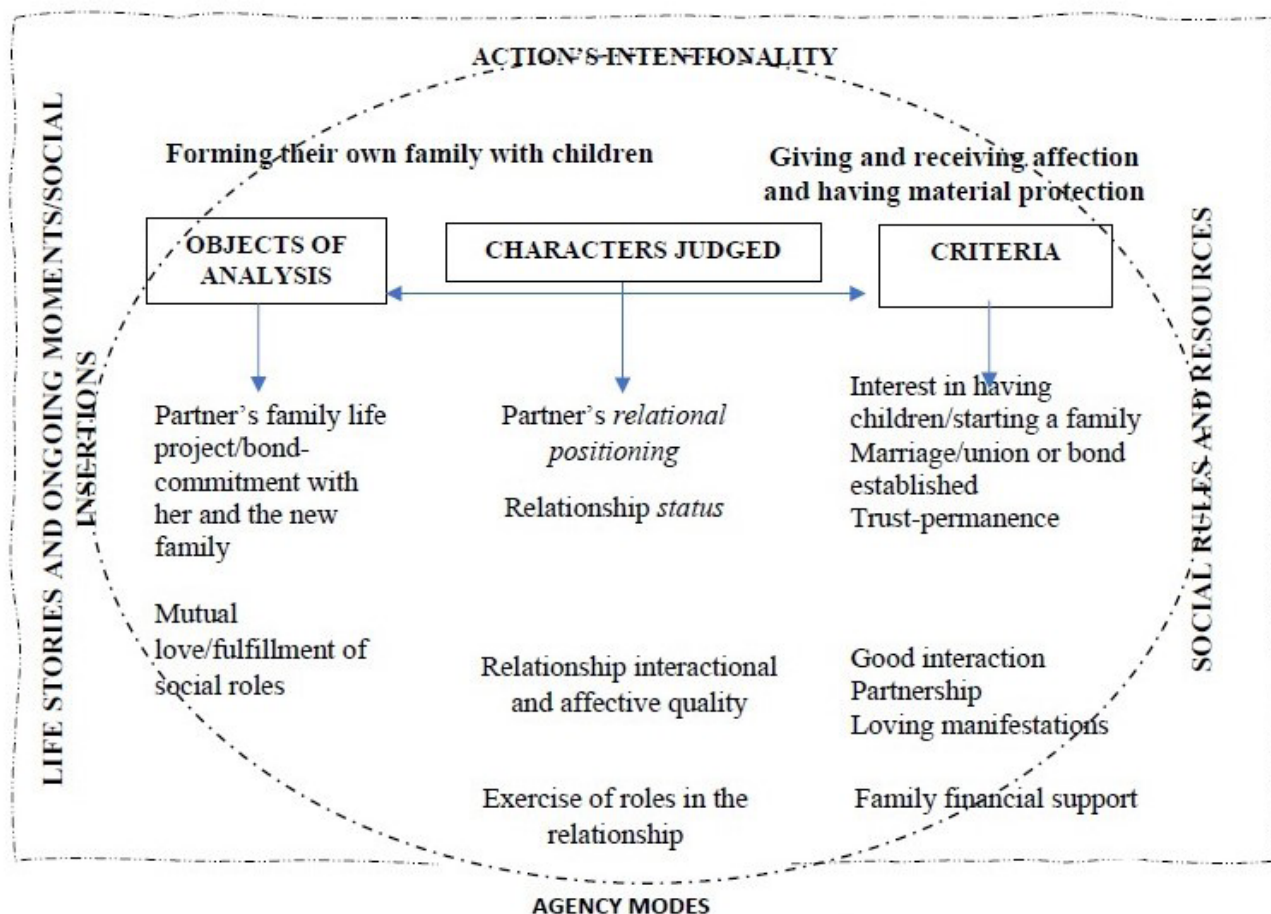 ACTION'S INTENTIONALITY
LIFE STORIES AND ONGOING MOMENTS/SOCIAL
INSERTIONS
Forming their own family with children
Giving and receiving affection
and having material protection
SOCIAL RULES AND RESOURCES
OBJECTS OF
ANALYSIS
CHARACTERS JUDGED
CRITERIA
Partner's family life
project/bond-
commitment with
her and the new
family
Mutual
love/fulfillment of
social roles
Partner's relational
positioning
Relationship status
Relationship interactional
and affective quality
Exercise of roles in the
relationship
Interest in having
children/starting a family
Marriage/union or bond
established
Trust-permanence
Good interaction
Partnership
Loving manifestations
Family financial support
AGENCY MODES